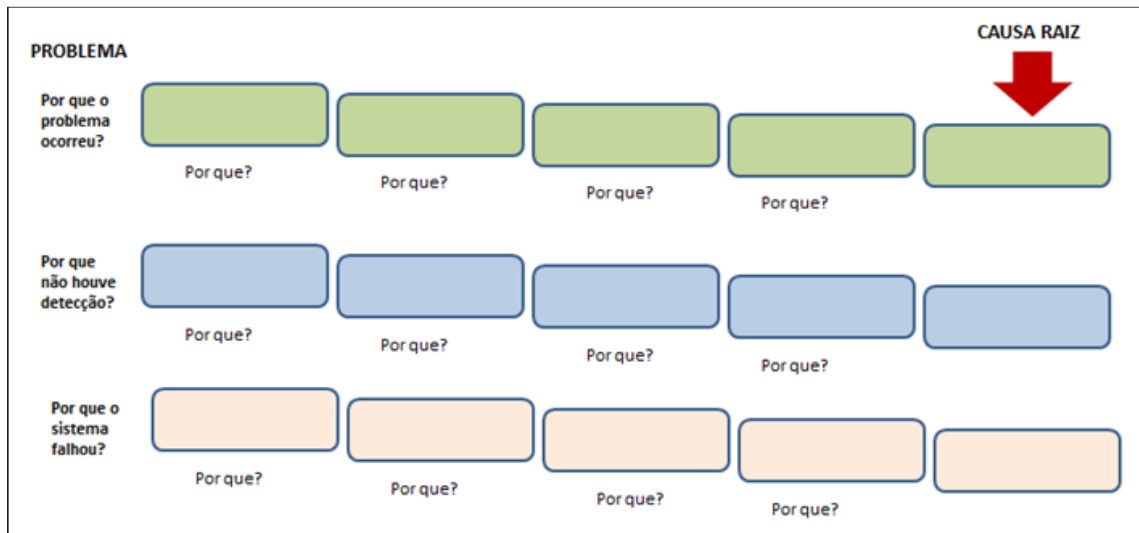 CAUSA RAIZ
PROBLEMA
Por que o
problema
ocorreu?
Por que?
Por que?
Por que?
Por que?
Por que
não houve
detecção?
Por que?
Por que?
Por que?
Por que?
Por que o
sistema
falhou?
Por que?
Por que?
Por que?
Por que?